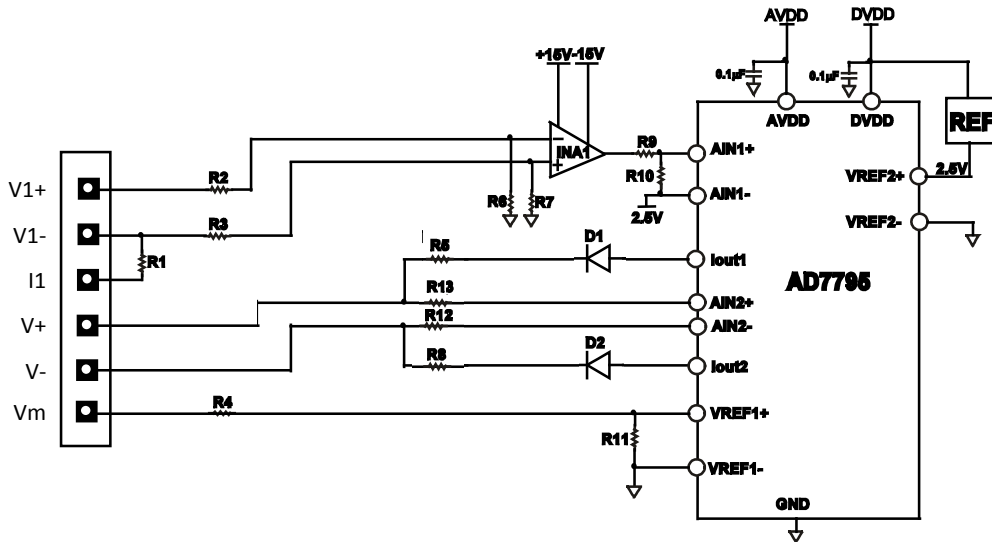 AVDD
DVDD
+15V-15V
0.1µF
0.1µF
AVDD
DVDD
REF
INA1
R9
AIN1+
R10
2.5V
VREF2+
V1+
R2
R6
R7
AIN1-
2.5V
V1-
R3
VREF2-
R1
R5
D1
Iout1
I1
AD7795
R13
AIN2+
V+
R12
AIN2-
R8
D2
Iout2
V-
Vm
R4
VREF1+
R11
VREF1-
GND